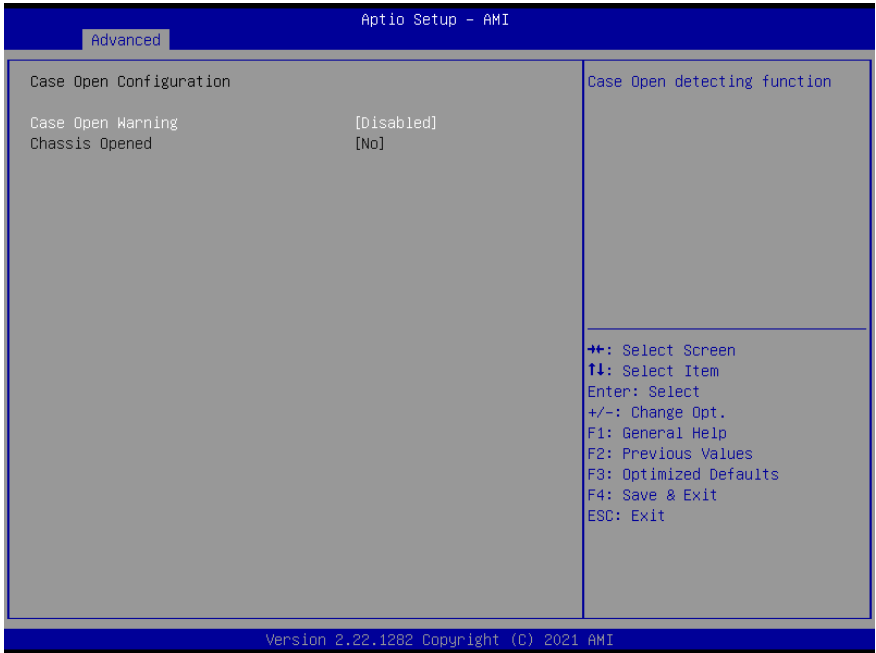 Aptio Setup – AMI
Advanced
Case Open Configuration
Case Open Warning [Disabled]
Chassis Opened [No]
Case Open detecting function
→←: Select Screen
↑↓: Select Item
Enter: Select
+/-: Change Opt.
F1: General Help
F2: Previous Values
F3: Optimized Defaults
F4: Save & Exit
ESC: Exit
Version 2.22.1282 Copyright (C) 2021 AMI